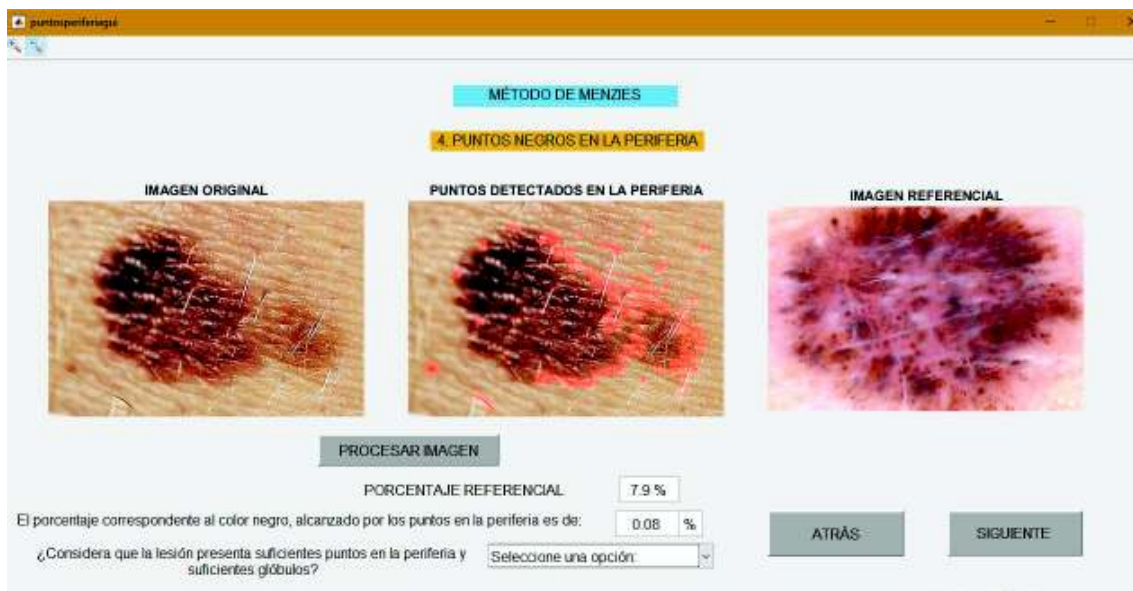 puntosperiferiagui
MÉTODO DE MENZIES
4. PUNTOS NEGROS EN LA PERIFERIA
IMAGEN ORIGINAL
PUNTOS DETECTADOS EN LA PERIFERIA
IMAGEN REFERENCIAL
PROCESAR IMAGEN
PORCENTAJE REFERENCIAL 7.9 %
El porcentaje correspondente al color negro, alcanzado por los puntos en la periferia es de: 0.08 %
ATRÁS
SIGUIENTE
¿Considera que la lesión presenta suficientes puntos en la periferia y
suficientes glóbulos?
Seleccione una opción: